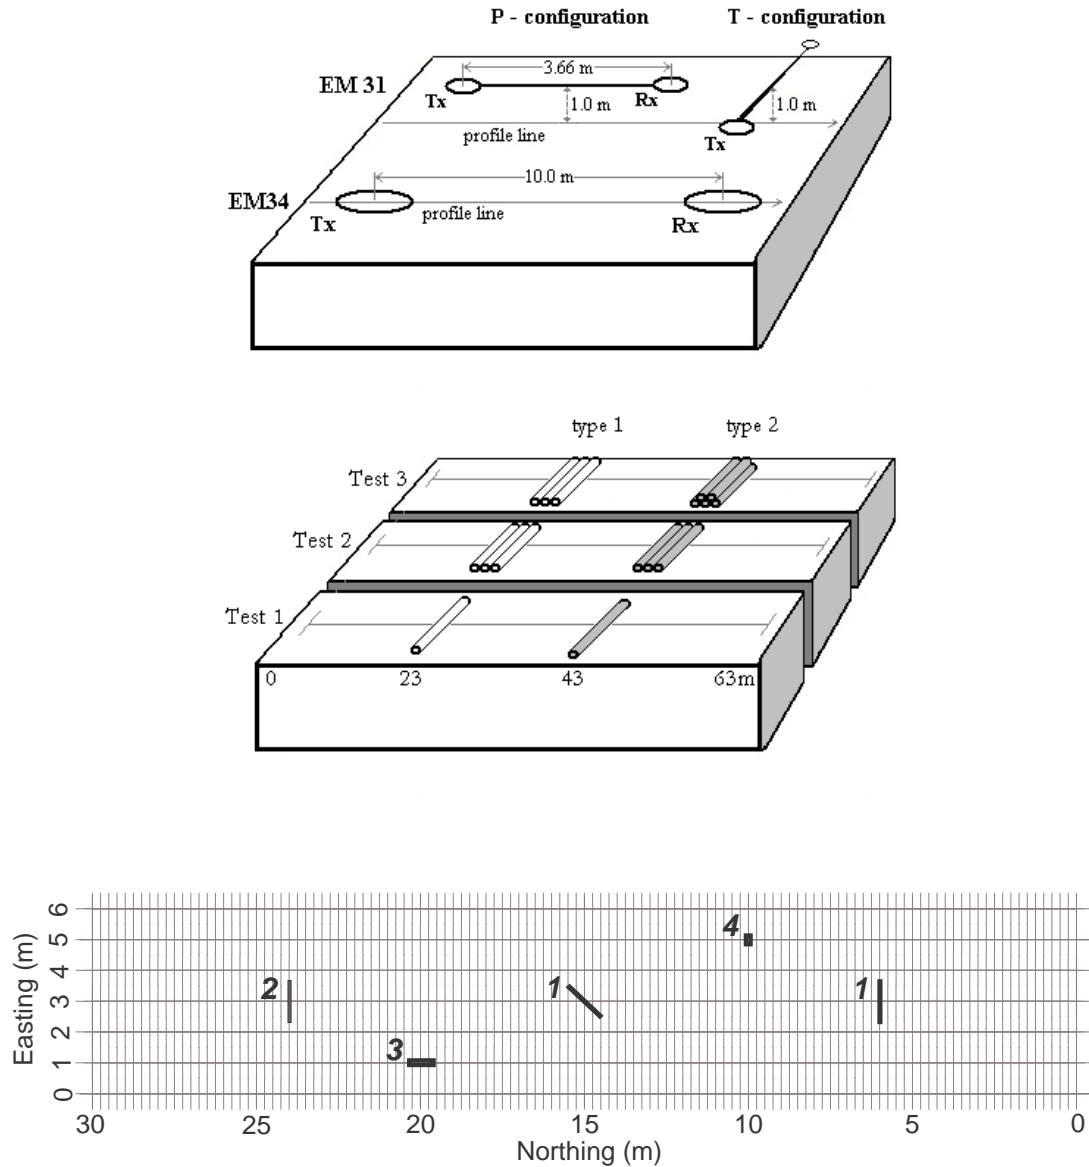 P - configuration T - configuration
EM 31
3.66 m
Tx Rx 1.0 m 1.0 m
profile line Tx
10.0 m
EM34
Tx profile line Rx
type 1 type 2
Test 3
Test 2
Test 1
0 23 43 63m
Easting (m)
6
5
4
3
2
1
0
4
2 1 1
3
30 25 20 15 10 5 0
Northing (m)